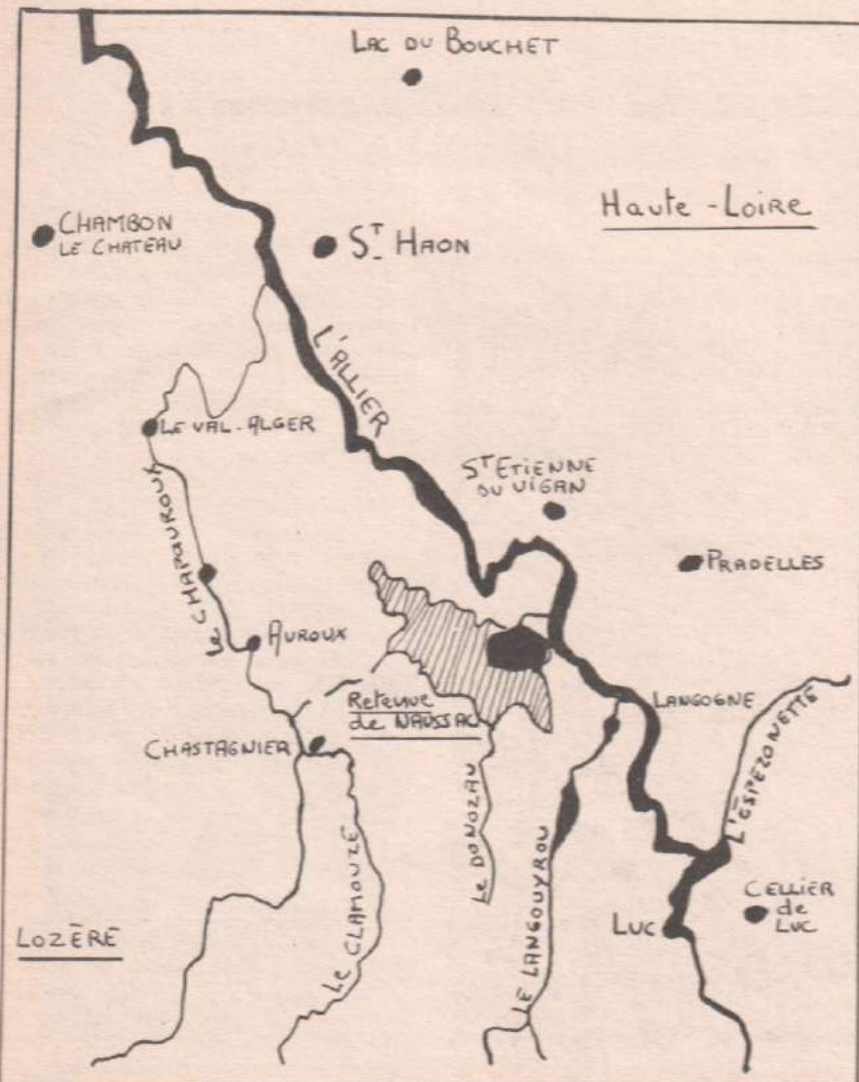 LAC DU BOUCHET
Haute-Loire
CHAMBON
LE CHATEAU
ST HAON
L'ALLIER
LE VAL-ALGER
ST ETIENNE
DU VIGAN
Le CHAPOUROUX
PRADELLES
AUROUX
Retenue
de NAUSSAC
LANGOGNE
CHASTAGNIER
L'ESPEZONETTE
Le DONOZAU
Le CLAMOUZE
LE LANGOUYROU
CELLIER
de
LUC
LUC
LOZÈRE